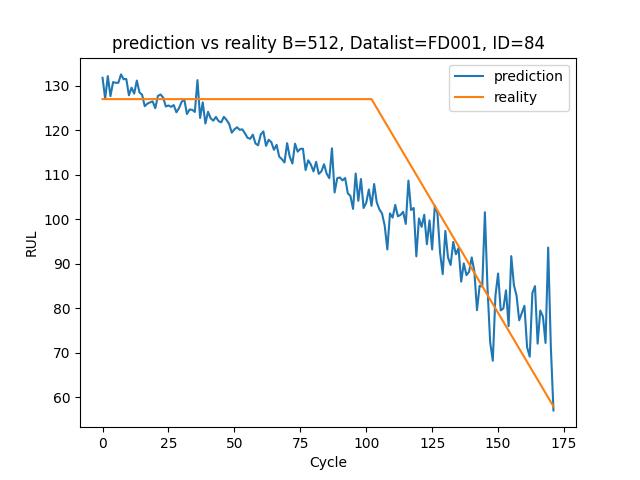 prediction vs reality B=512, Datalist=FD001, ID=84
prediction
reality
RUL
130
120
110
100
90
80
70
60
0 25 50 75 100 125 150 175
Cycle